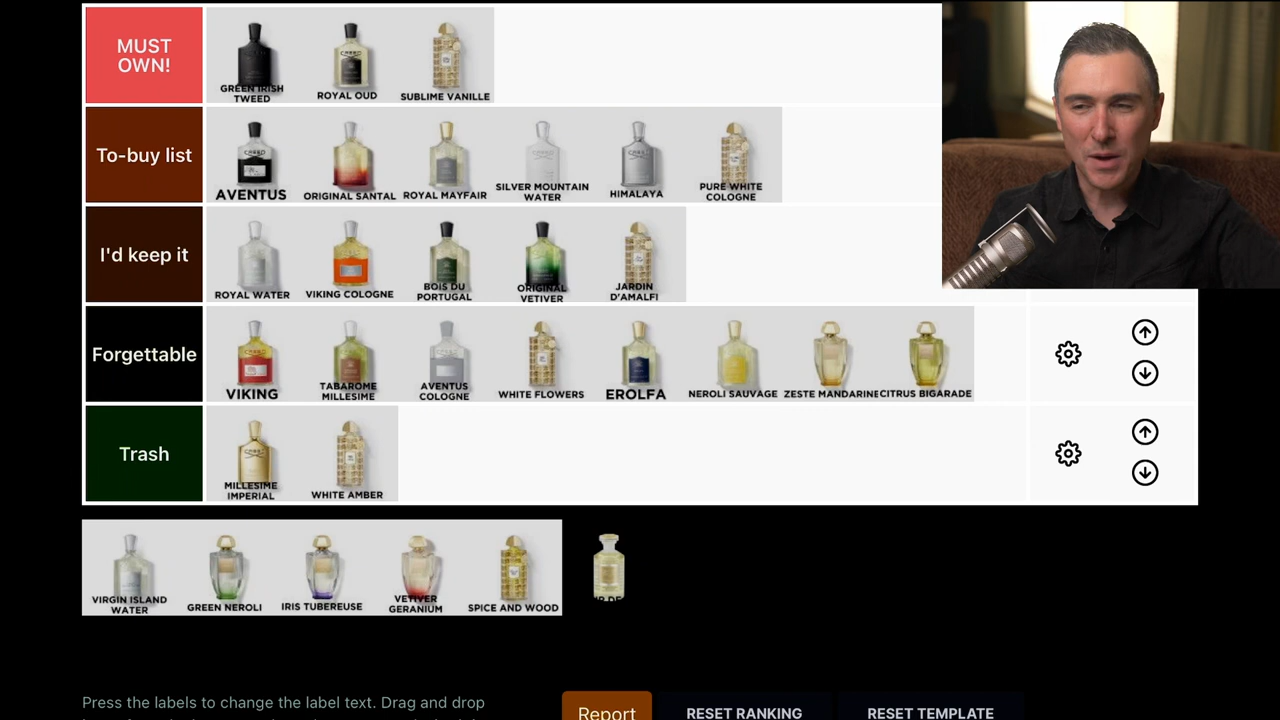 MUST
OWN!
GREEN IRISH
TWEED
ROYAL OUD
SUBLIME VANILLE
To-buy list
AVENTUS
ORIGINAL SANTAL
ROYAL MAYFAIR
SILVER MOUNTAIN
WATER
HIMALAYA
PURE WHITE
COLOGNE
I'd keep it
ROYAL WATER
VIKING COLOGNE
BOIS DU
PORTUGAL
ORIGINAL
VETIVER
JARDIN
D'AMALFI
Forgettable
VIKING
TABAROME
MILLESIME
AVENTUS
COLOGNE
WHITE FLOWERS
EROLFA
NEROLI SAUVAGE
ZESTE MANDARINE
CITRUS BIGARADE
Trash
MILLESIME
IMPERIAL
WHITE AMBER
VIRGIN ISLAND
WATER
GREEN NEROLI
IRIS TUBEREUSE
VETIVER
GERANIUM
SPICE AND WOOD
Press the labels to change the label text. Drag and drop
Report
RESET RANKING
RESET TEMPLATE